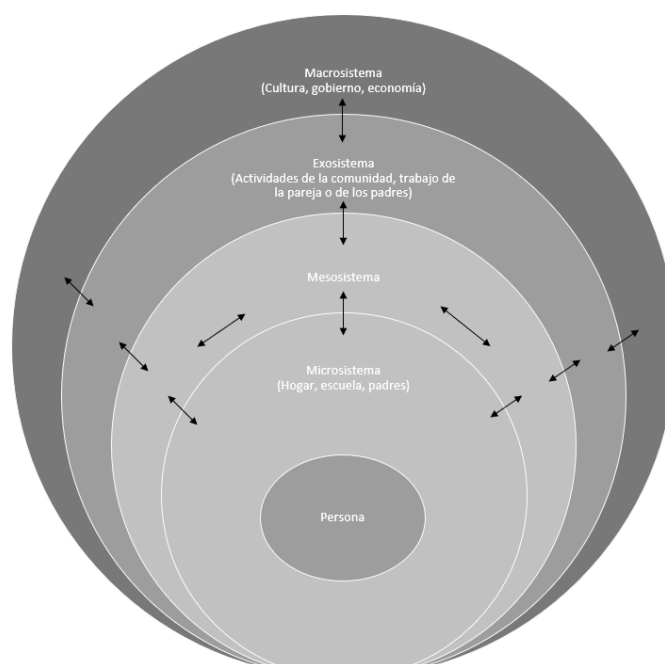 Macrosistema
(Cultura, gobierno, economía)
Exosistema
(Actividades de la comunidad, trabajo de
la pareja o de los padres)
Mesosistema
Microsistema
(Hogar, escuela, padres)
Persona